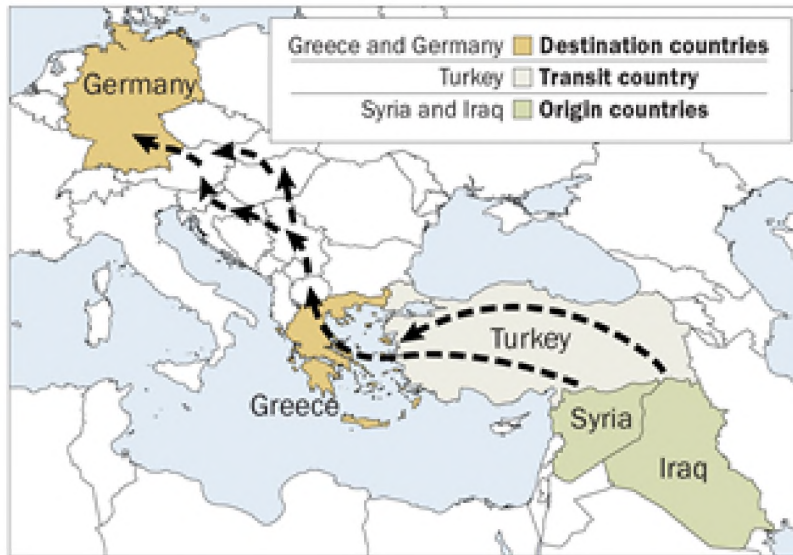 Greece and Germany Destination countries
Turkey Transit country
Syria and Iraq Origin countries
Germany
Turkey
Greece
Syria
Iraq